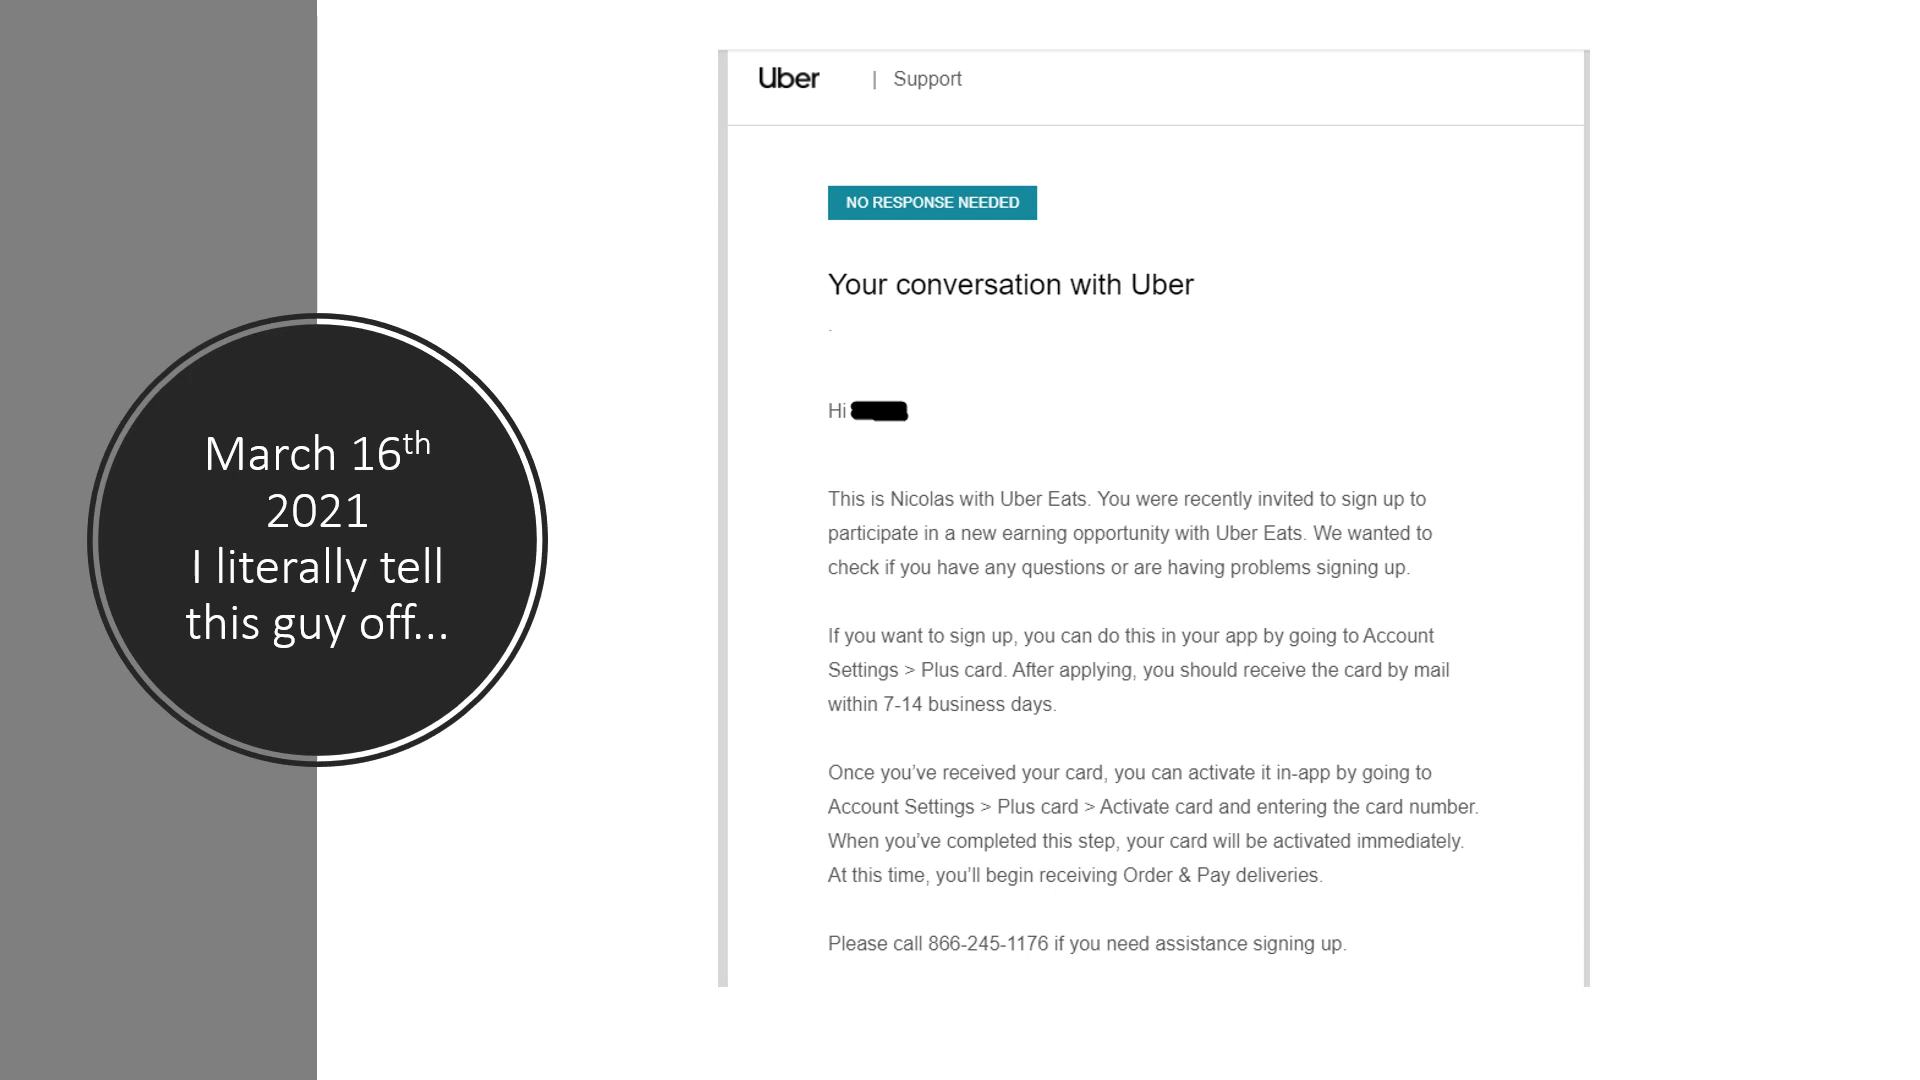 March 16th
2021
I literally tell
this guy off...
Uber | Support
NO RESPONSE NEEDED
Your conversation with Uber
.
Hi
This is Nicolas with Uber Eats. You were recently invited to sign up to
participate in a new earning opportunity with Uber Eats. We wanted to
check if you have any questions or are having problems signing up.
If you want to sign up, you can do this in your app by going to Account
Settings > Plus card. After applying, you should receive the card by mail
within 7-14 business days.
Once you’ve received your card, you can activate it in-app by going to
Account Settings > Plus card > Activate card and entering the card number.
When you’ve completed this step, your card will be activated immediately.
At this time, you’ll begin receiving Order & Pay deliveries.
Please call 866-245-1176 if you need assistance signing up.